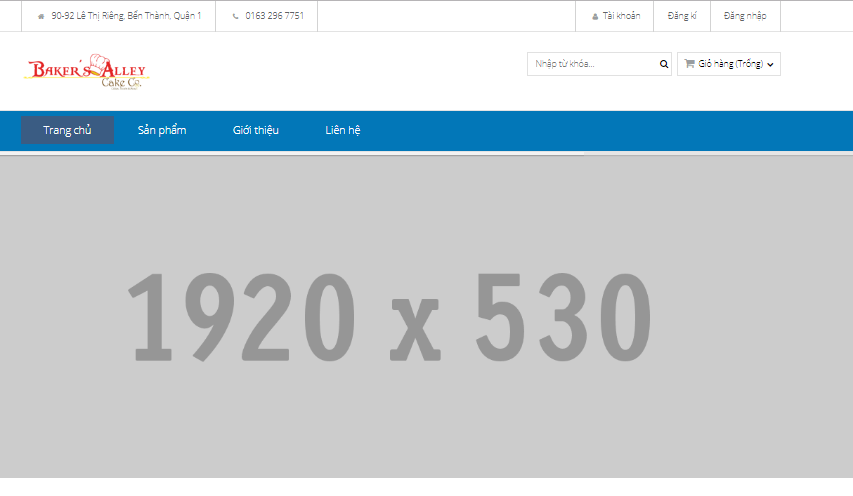 90-92 Lê Thị Riêng, Bến Thành, Quận 1
0163 296 7751
Tài khoản
Đăng kí
Đăng nhập
BAKER'S ALLEY
Cake Co.
Nhập từ khóa...
Giỏ hàng (Trống)
Trang chủ
Sản phẩm
Giới thiệu
Liên hệ
1920 x 530